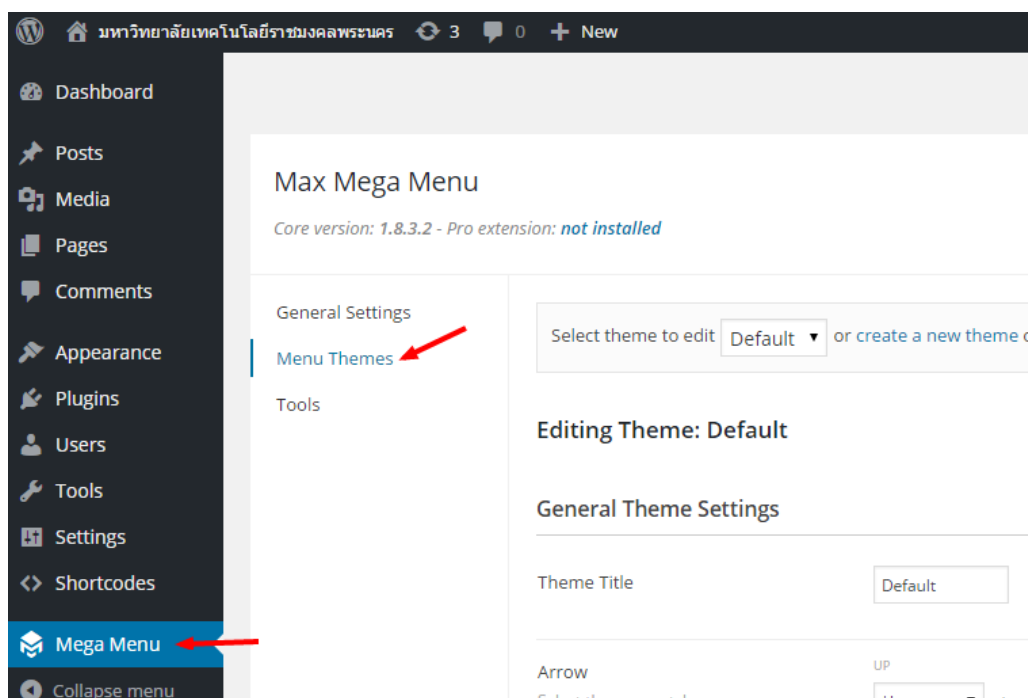 มหาวิทยาลัยเทคโนโลยีราชมงคลพระนคร 3 0 + New
Dashboard
Posts
Media
Pages
Comments
Appearance
Plugins
Users
Tools
Settings
Shortcodes
Mega Menu
Collapse menu
Max Mega Menu
Core version: 1.8.3.2 - Pro extension: not installed
General Settings
Menu Themes
Tools
Select theme to edit Default or create a new theme
Editing Theme: Default
General Theme Settings
Theme Title Default
Arrow UP